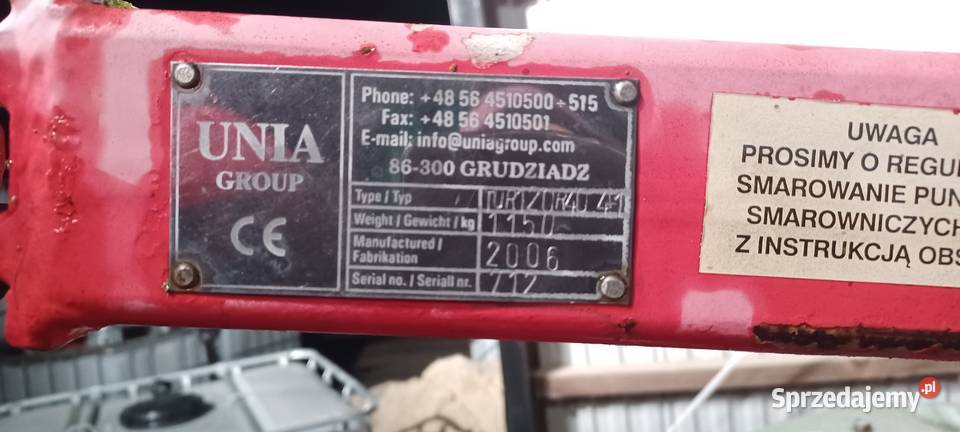 UNIA
GROUP
CE
Phone: +48 56 4510500÷515
Fax: +48 56 4510501
E-mail: info@uniagroup.com
86-300 GRUDZIADZ
Type / Typ
Weight / Gewicht / kg 1150
Manufactured /
Fabrikation 2006
Serial no. / Seriall nr. 712
UWAGA
PROSIMY O REGU
SMAROWANIE PUN
SMAROWNICZYCH
Z INSTRUKCJĄ OBS
Sprzedajemy.pl